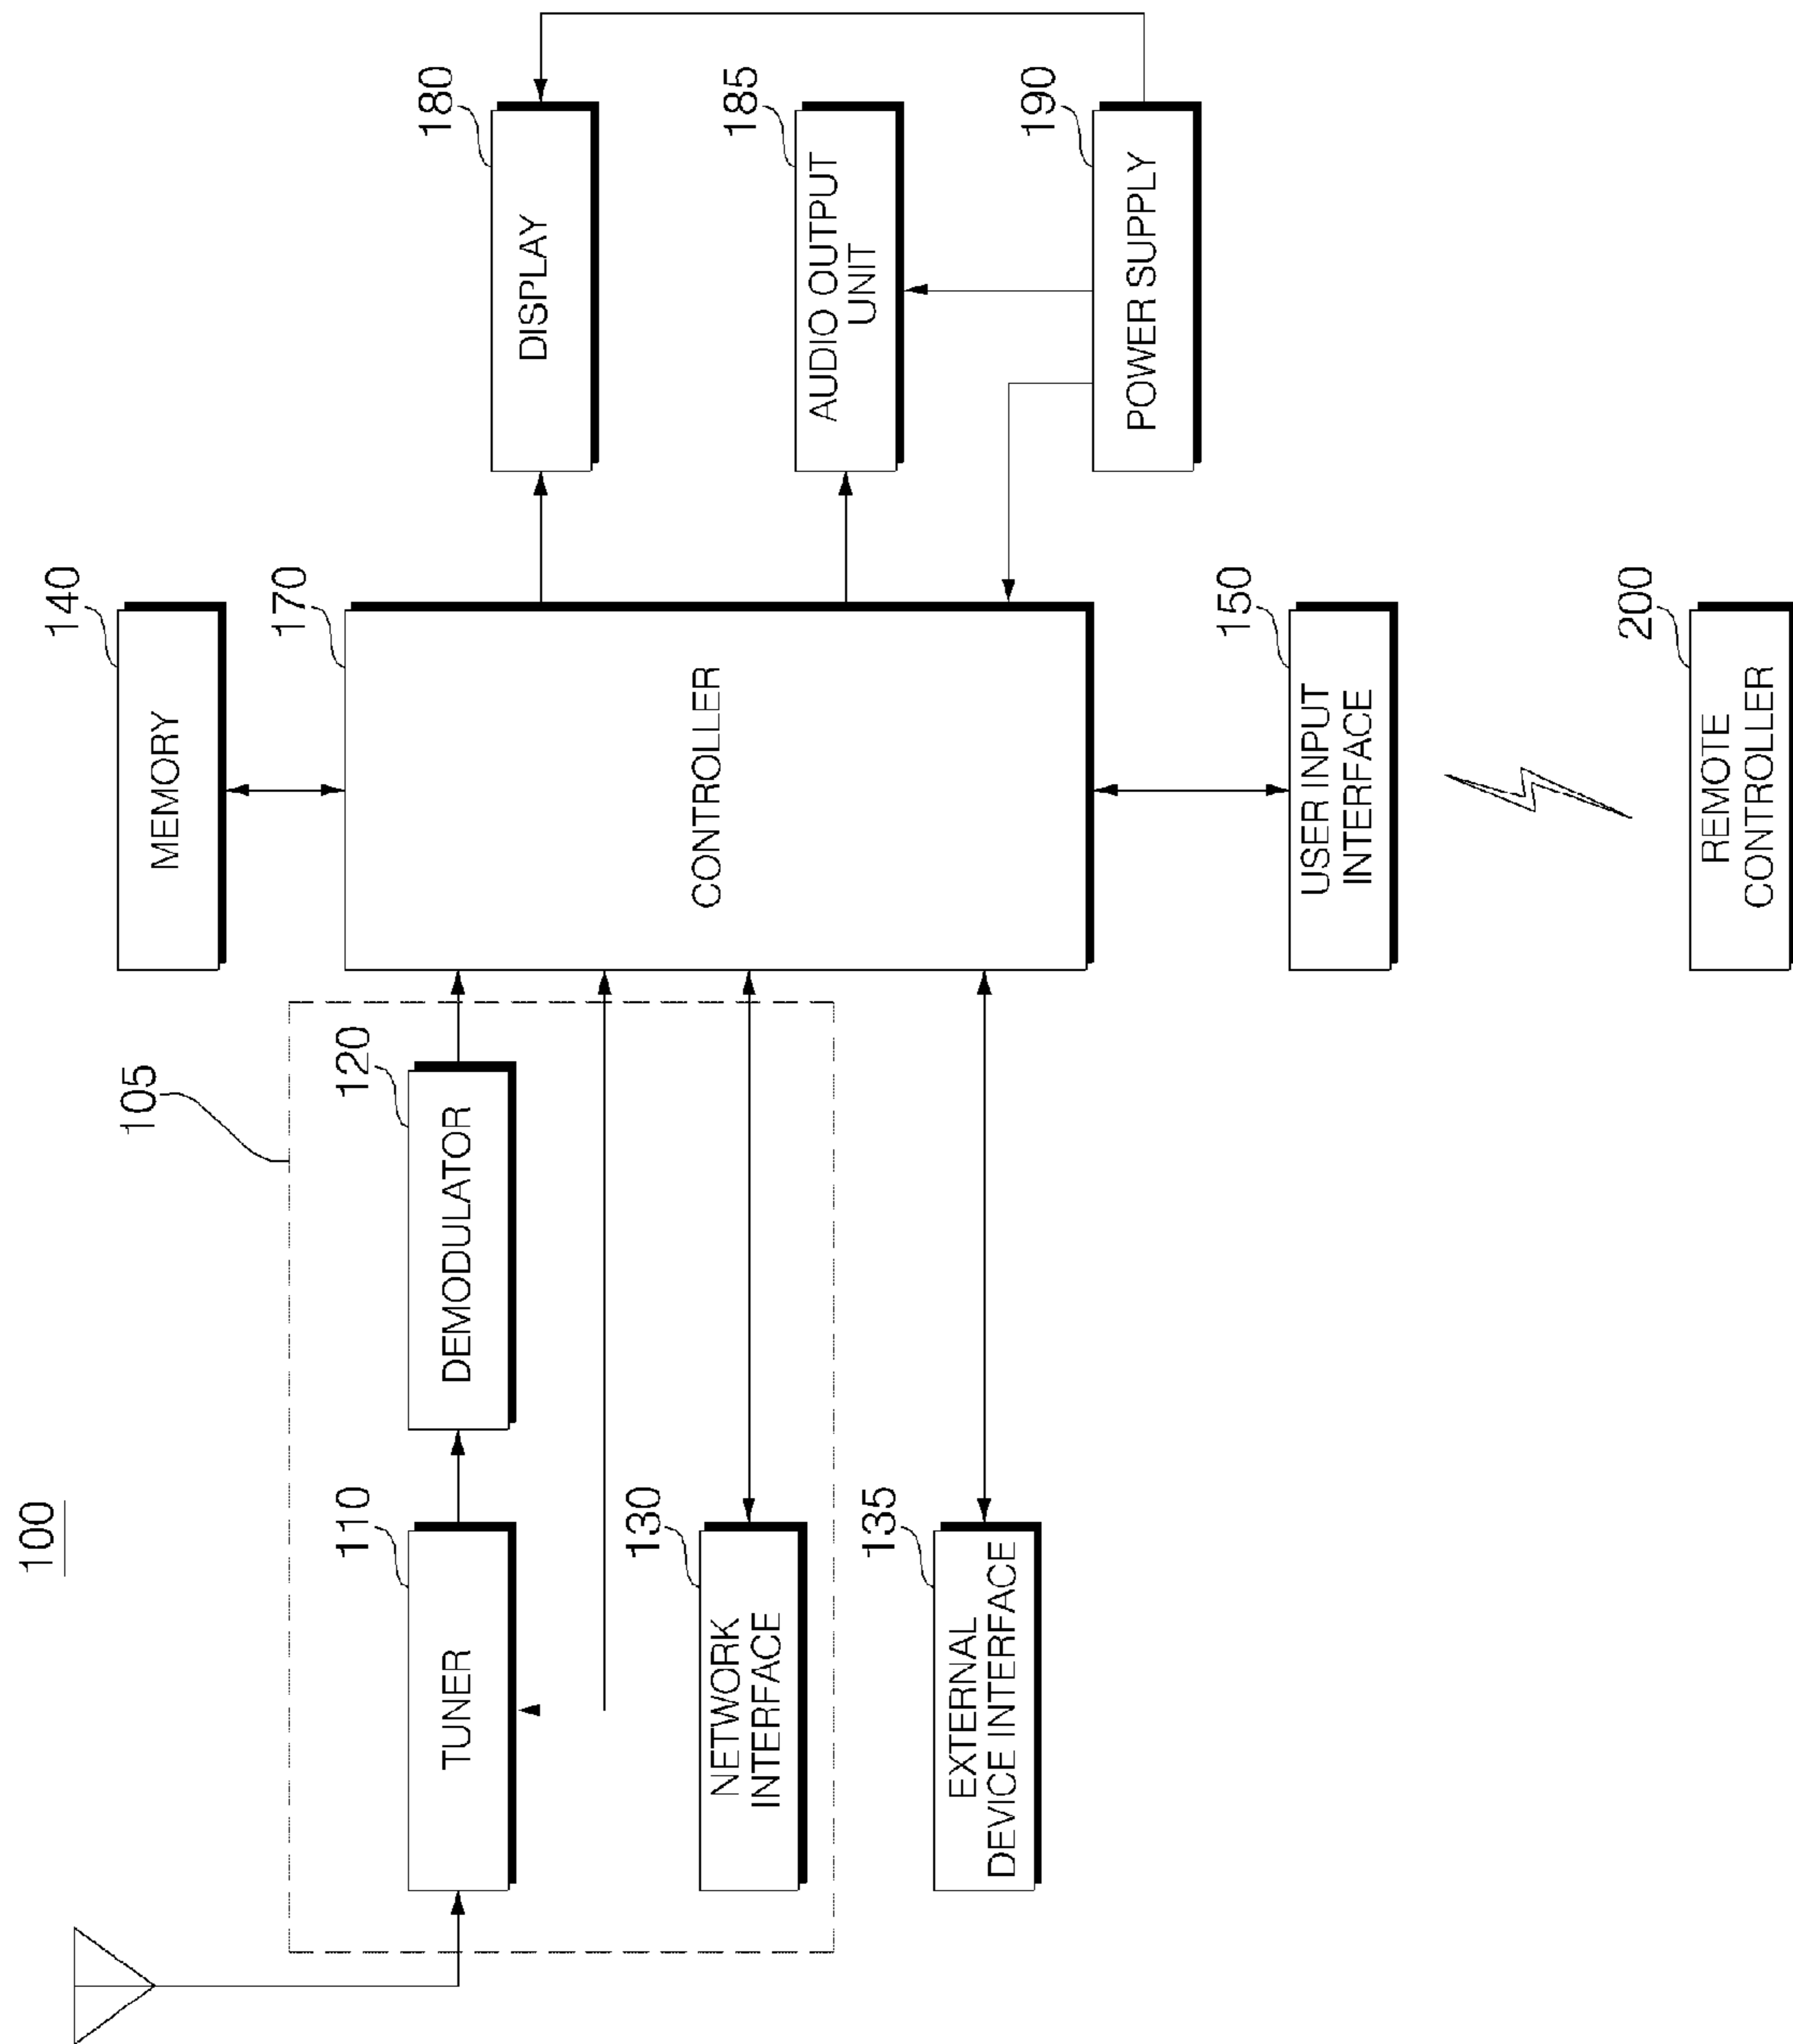 100
105
140
MEMORY
110
TUNER
120
DEMODULATOR
170
CONTROLLER
180
DISPLAY
130
NETWORK
INTERFACE
185
AUDIO OUTPUT
UNIT
135
EXTERNAL
DEVICE INTERFACE
190
POWER SUPPLY
150
USER INPUT
INTERFACE
200
REMOTE
CONTROLLER